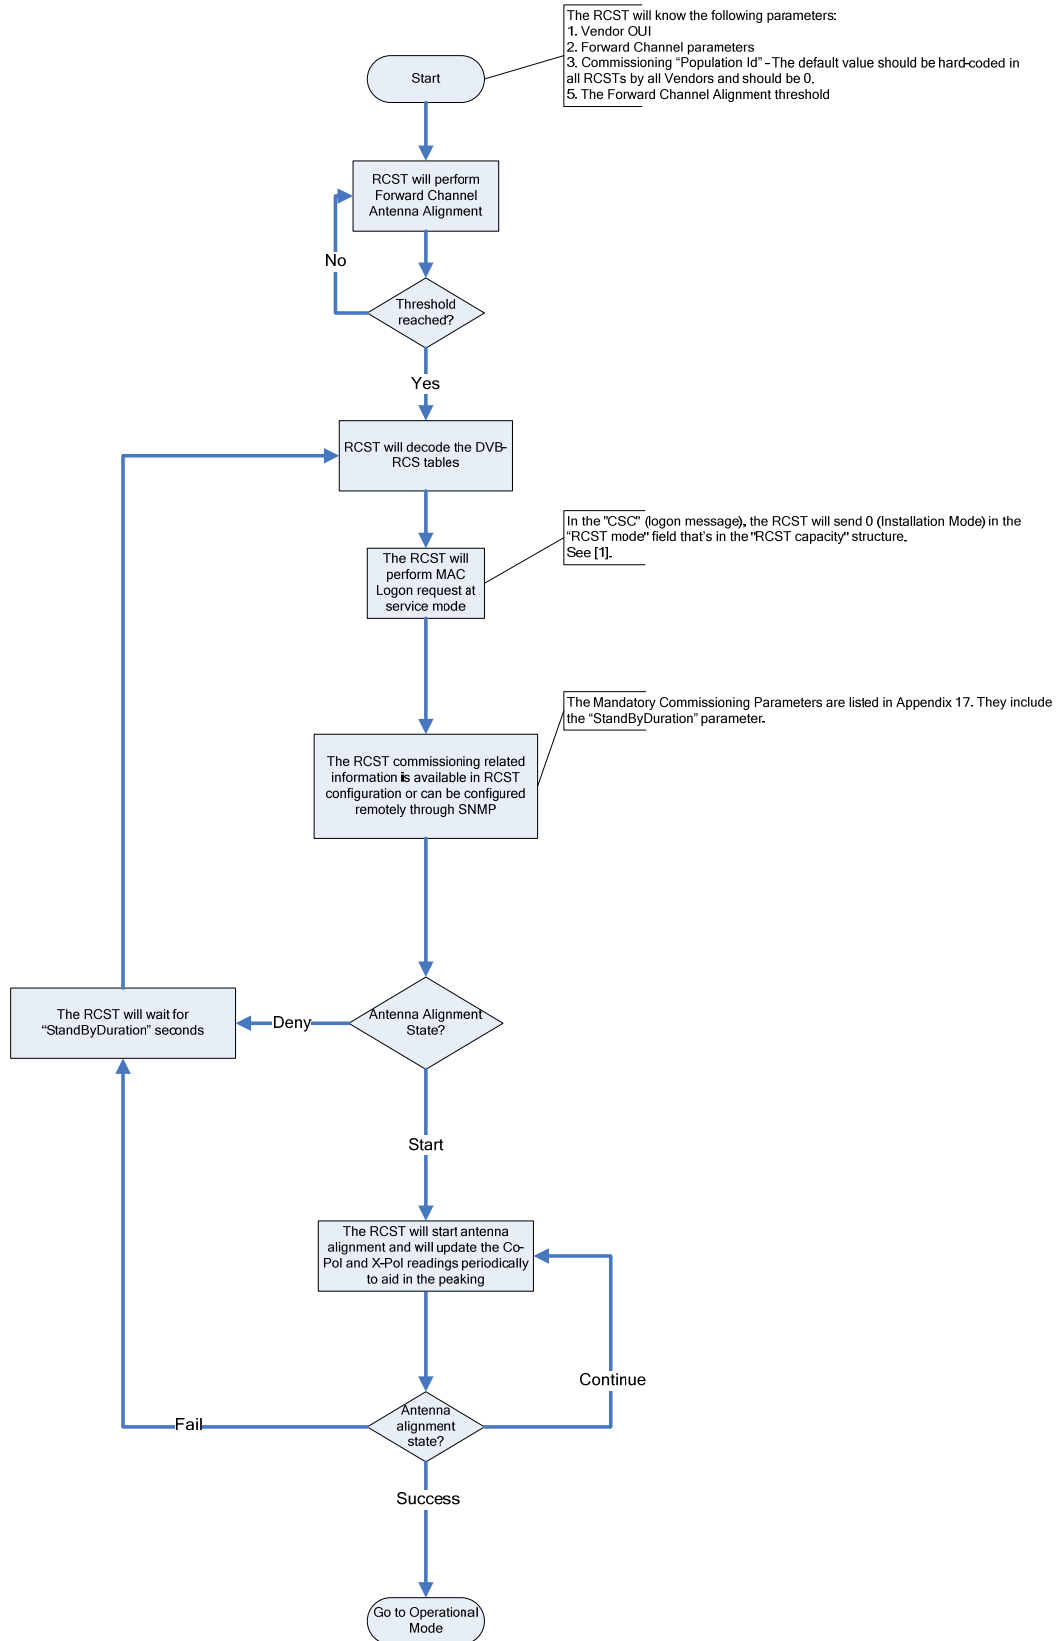 The RCST will know the following parameters:
1. Vendor OUI
2. Forward Channel parameters
3. Commissioning “Population Id” - The default value should be hard-coded in
all RCSTs by all Vendors and should be 0.
5. The Forward Channel Alignment threshold
Start
RCST will perform
Forward Channel
Antenna Alignment
No
Threshold
reached?
Yes
RCST will decode the DVB-
RCS tables
In the "CSC" (logon message), the RCST will send 0 (Installation Mode) in the
“RCST mode” field that’s in the "RCST capacity" structure.
See [1].
The RCST will
perform MAC
Logon request at
service mode
The Mandatory Commissioning Parameters are listed in Appendix 17. They include
the “StandByDuration” parameter.
The RCST commissioning related
information is available in RCST
configuration or can be configured
remotely through SNMP
The RCST will wait for
“StandByDuration” seconds
Deny
Antenna Alignment
State?
Start
The RCST will start antenna
alignment and will update the Co-
Pol and X-Pol readings periodically
to aid in the peaking
Continue
Fail
Antenna
alignment
state?
Success
Go to Operational
Mode